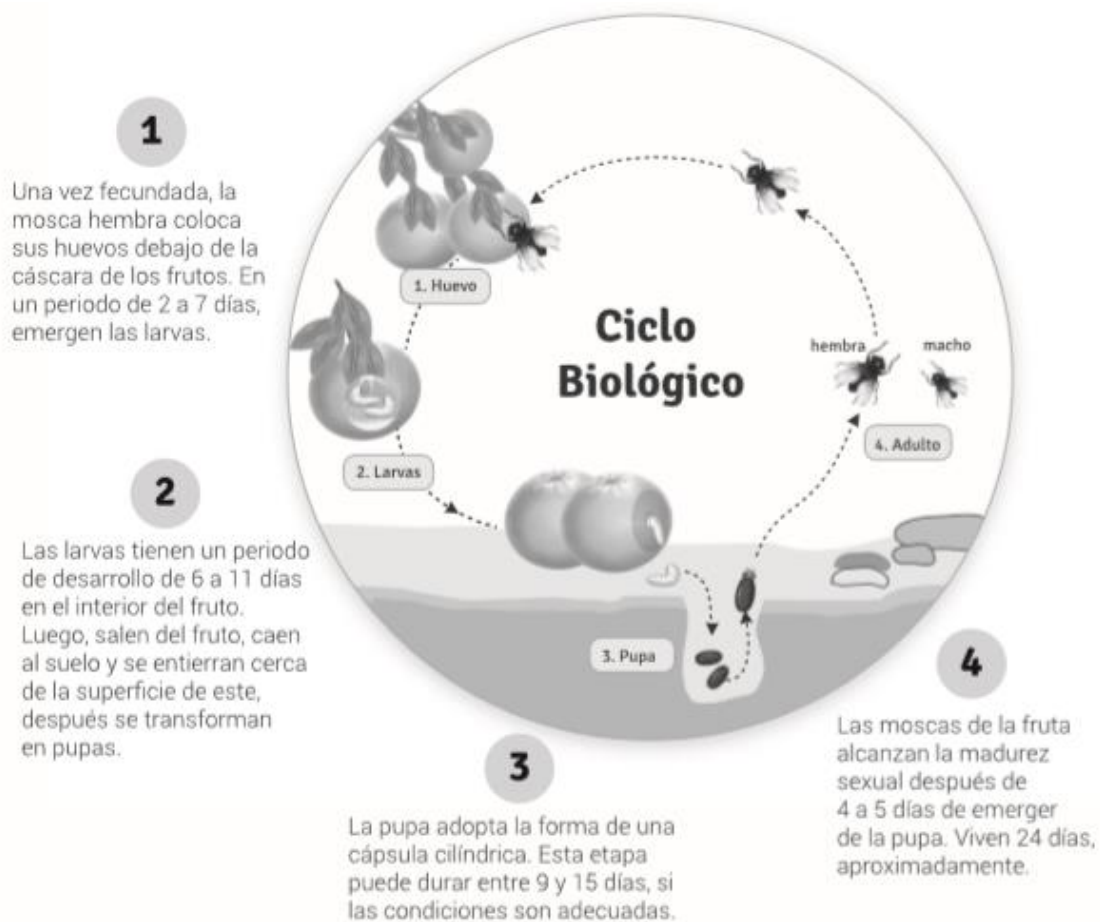 1
Una vez fecundada, la
mosca hembra coloca
sus huevos debajo de la
cáscara de los frutos. En
un periodo de 2 a 7 días,
emergen las larvas.
1. Huevo
Ciclo
Biológico
hembra
macho
4. Adulto
2. Larvas
2
Las larvas tienen un periodo
de desarrollo de 6 a 11 días
en el interior del fruto.
Luego, salen del fruto, caen
al suelo y se entierran cerca
de la superficie de este,
después se transforman
en pupas.
3. Pupa
3
La pupa adopta la forma de una
cápsula cilíndrica. Esta etapa
puede durar entre 9 y 15 días, si
las condiciones son adecuadas.
4
Las moscas de la fruta
alcanzan la madurez
sexual después de
4 a 5 días de emerger
de la pupa. Viven 24 días,
aproximadamente.